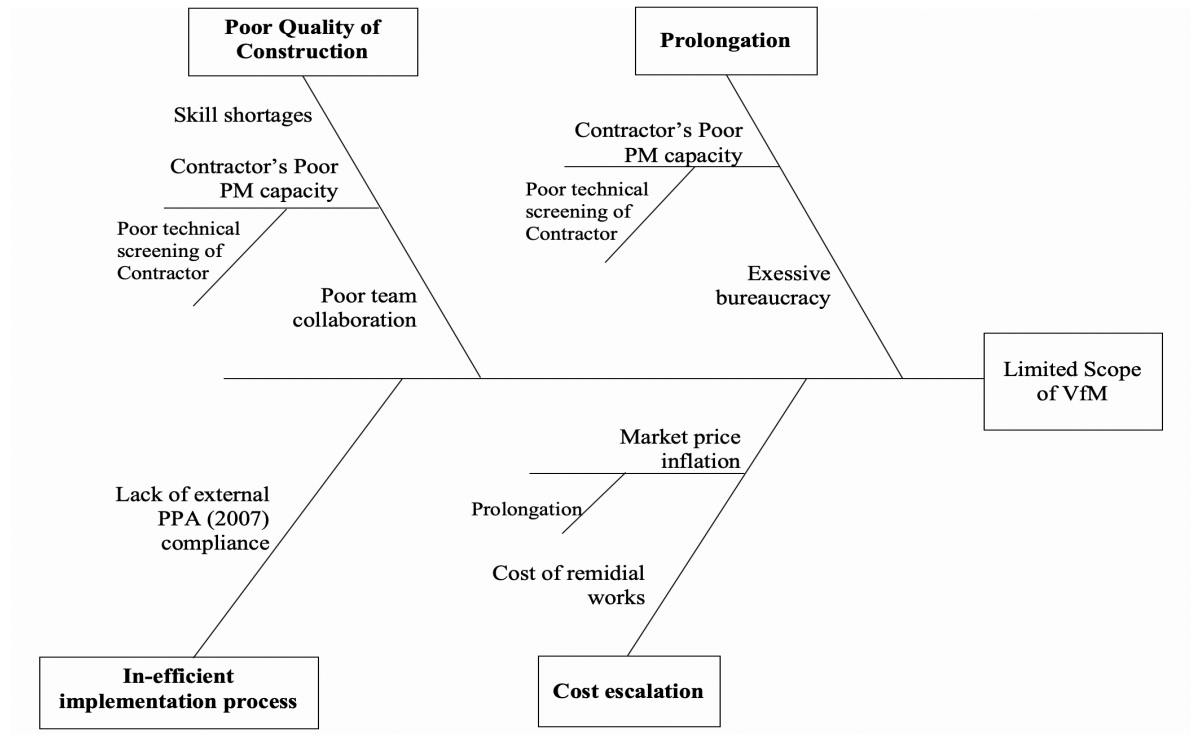 Poor Quality of
Construction
Prolongation
Skill shortages
Contractor's Poor
PM capacity
Poor technical
screening of
Contractor
Poor team
collaboration
Contractor's Poor
PM capacity
Poor technical
screening of
Contractor
Exessive
bureaucracy
Limited Scope
of VfM
Lack of external
PPA (2007)
compliance
Market price
inflation
Prolongation
Cost of remidial
works
In-efficient
implementation process
Cost escalation